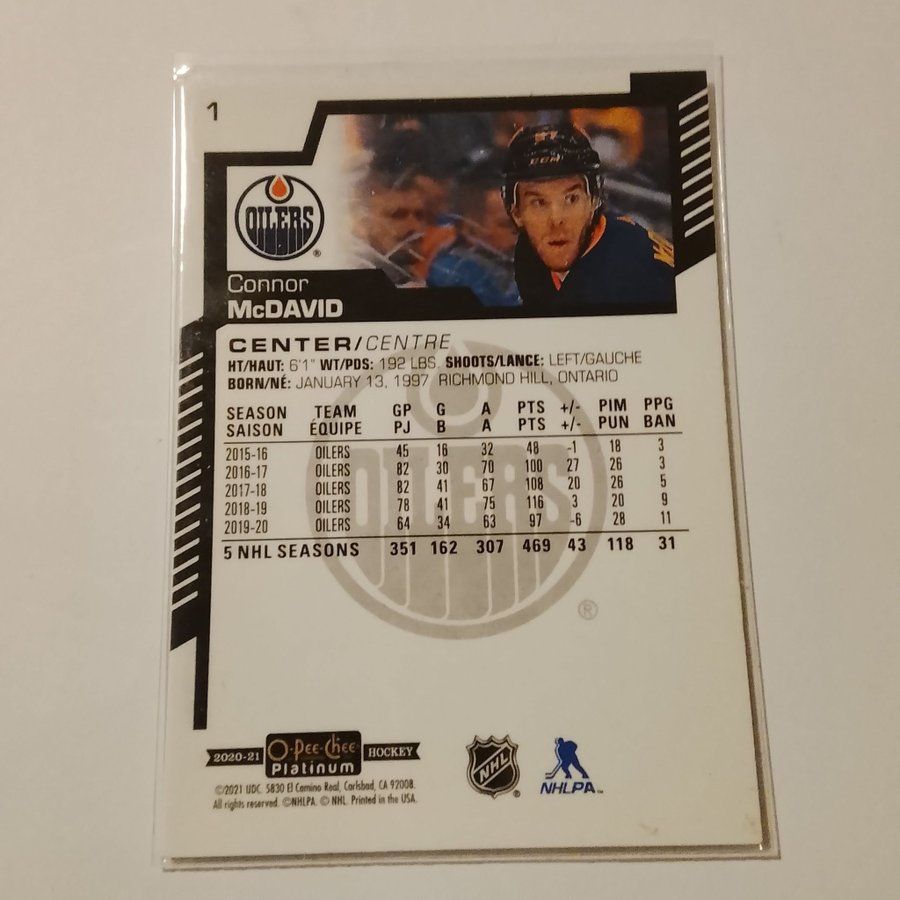 1
OILERS
®
97
CCM
Connor
McDAVID
CENTER/CENTRE
HT/HAUT: 6'1" WT/PDS: 192 LBS. SHOOTS/LANCE: LEFT/GAUCHE
BORN/NÉ: JANUARY 13, 1997 RICHMOND HILL, ONTARIO
SEASON TEAM GP G A PTS +/- PIM PPG
SAISON ÉQUIPE PJ B A PTS +/- PUN BAN
2015-16 OILERS 45 16 32 48 -1 18 3
2016-17 OILERS 82 30 70 100 27 26 3
2017-18 OILERS 82 41 67 108 20 26 5
2018-19 OILERS 78 41 75 116 3 20 9
2019-20 OILERS 64 34 63 97 -6 28 11
5 NHL SEASONS 351 162 307 469 43 118 31
OILERS
®
2020-21 O-Pee-Chee HOCKEY
Platinum
©2021 UDC. 5830 El Camino Real, Carlsbad, CA 92008.
All rights reserved. ©NHLPA. © NHL. Printed in the USA.
NHL
®
NHLPA™